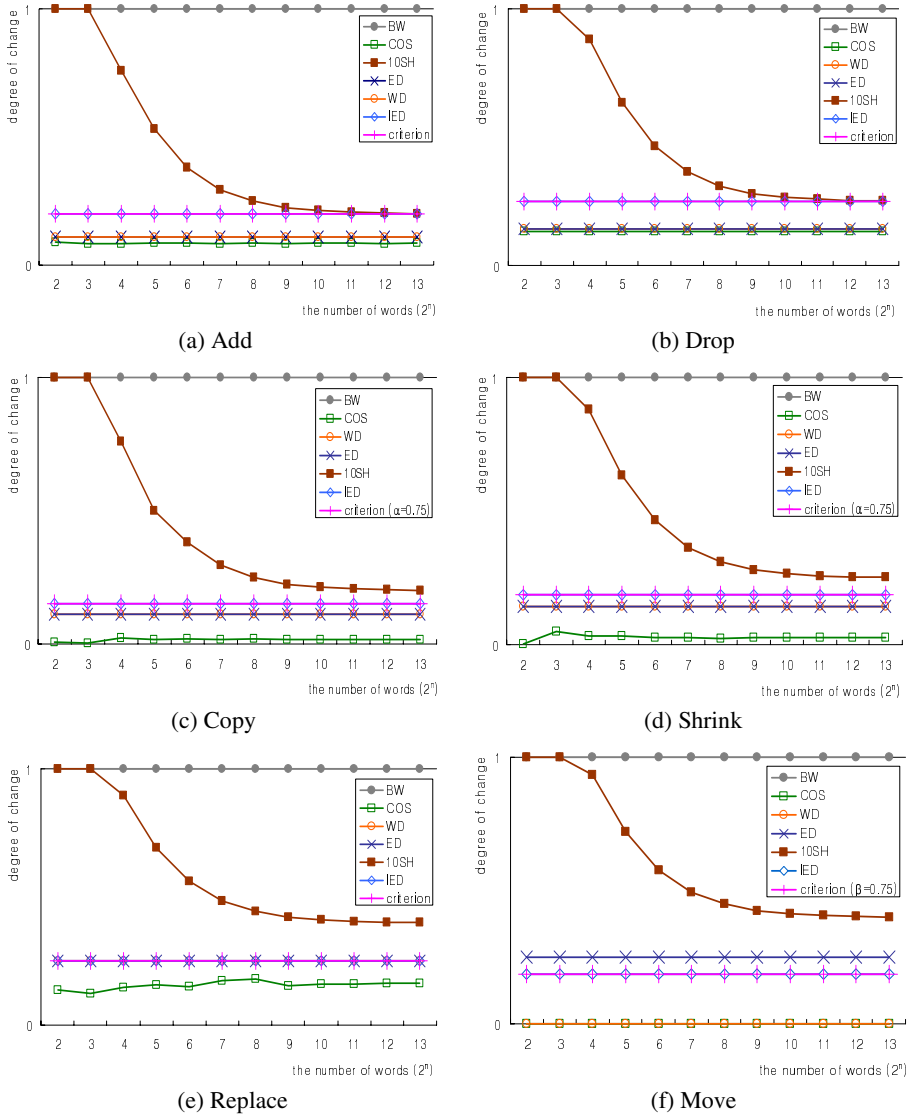 degree of change
1
0
BW
COS
10SH
ED
WD
IED
criterion
2 3 4 5 6 7 8 9 10 11 12 13
the number of words (2ⁿ)
(a) Add
degree of change
1
0
BW
COS
WD
ED
10SH
IED
criterion
2 3 4 5 6 7 8 9 10 11 12 13
the number of words (2ⁿ)
(b) Drop
degree of change
1
0
BW
COS
WD
ED
10SH
IED
criterion (α=0.75)
2 3 4 5 6 7 8 9 10 11 12 13
the number of words (2ⁿ)
(c) Copy
degree of change
1
0
BW
COS
WD
ED
10SH
IED
criterion (α=0.75)
2 3 4 5 6 7 8 9 10 11 12 13
the number of words (2ⁿ)
(d) Shrink
degree of change
1
0
BW
COS
WD
ED
10SH
IED
criterion
2 3 4 5 6 7 8 9 10 11 12 13
the number of words (2ⁿ)
(e) Replace
degree of change
1
0
BW
COS
WD
ED
10SH
IED
criterion (β=0.75)
2 3 4 5 6 7 8 9 10 11 12 13
the number of words (2ⁿ)
(f) Move